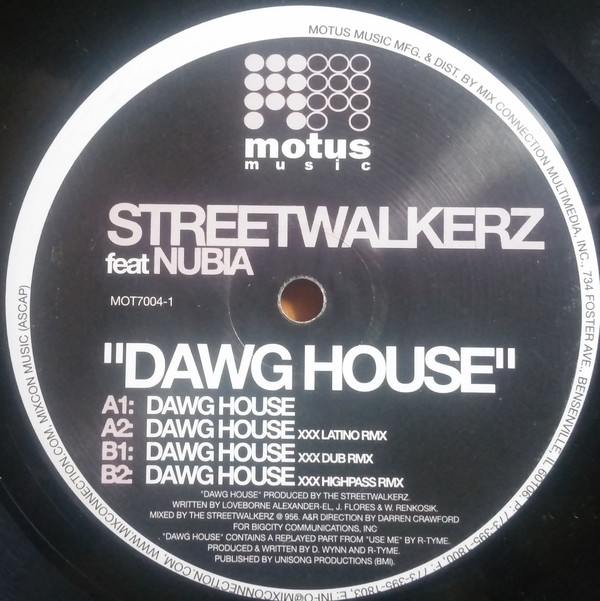 MOTUS MUSIC MFG. & DIST. BY MIX CONNECTION MULTIMEDIA, INC., 734 FOSTER AVE., BENSENVILLE, IL 60106. P: 773-395-1800, F: 773-395-1803, E: INFO@MIXCONNECTION.COM, WWW.MIXCONNECTION.COM, MIXCON MUSIC (ASCAP)
motus
music
STREETWALKERZ
feat NUBIA
MOT7004-1
"DAWG HOUSE"
A1: DAWG HOUSE
A2: DAWG HOUSE XXX LATINO RMX
B1: DAWG HOUSE XXX DUB RMX
B2: DAWG HOUSE XXX HIGHPASS RMX
"DAWG HOUSE" PRODUCED BY THE STREETWALKERZ.
WRITTEN BY LOVEBORNE ALEXANDER-EL, J. FLORES & W. RENKOSIK.
MIXED BY THE STREETWALKERZ @ 956. A&R DIRECTION BY DARREN CRAWFORD
FOR BIGCITY COMMUNICATIONS, INC
. "DAWG HOUSE" CONTAINS A REPLAYED PART FROM "USE ME" BY R-TYME.
PRODUCED & WRITTEN BY D. WYNN AND R-TYME.
PUBLISHED BY UNISONG PRODUCTIONS (BMI).